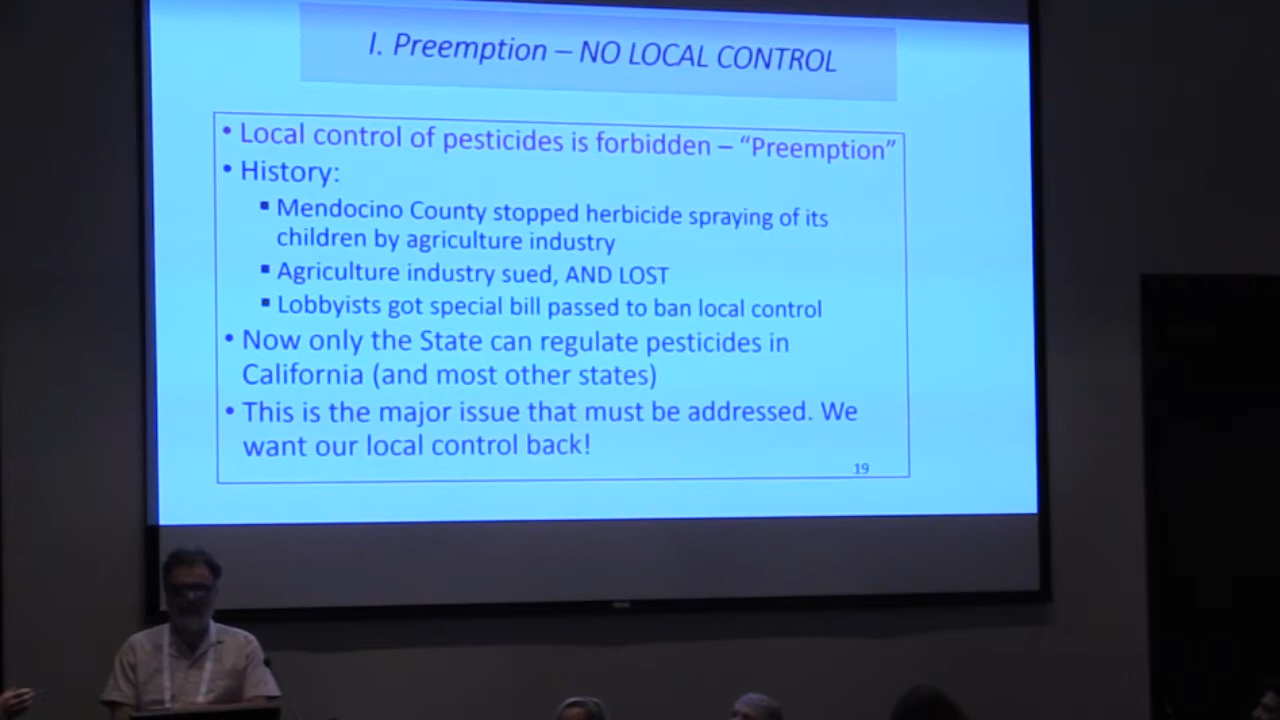 I. Preemption – NO LOCAL CONTROL
• Local control of pesticides is forbidden – “Preemption”
• History:
▪ Mendocino County stopped herbicide spraying of its
children by agriculture industry
▪ Agriculture industry sued, AND LOST
▪ Lobbyists got special bill passed to ban local control
• Now only the State can regulate pesticides in
California (and most other states)
• This is the major issue that must be addressed. We
want our local control back!
19